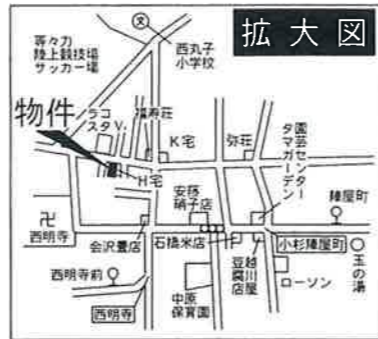 拡大図
文
等々力
陸上競技場
サッカー場
西丸子
小学校
物件
ラコスタV.
福寿荘
K宅
弥荘
園芸センター
タマガーデン
H宅
安藤
硝子店
陣屋町
卍
西明寺
会沢畳店
石橋米店
越川屋
豆腐店
小杉陣屋町
玉の湯
西明寺前
西明寺
中原
保育園
ローソン